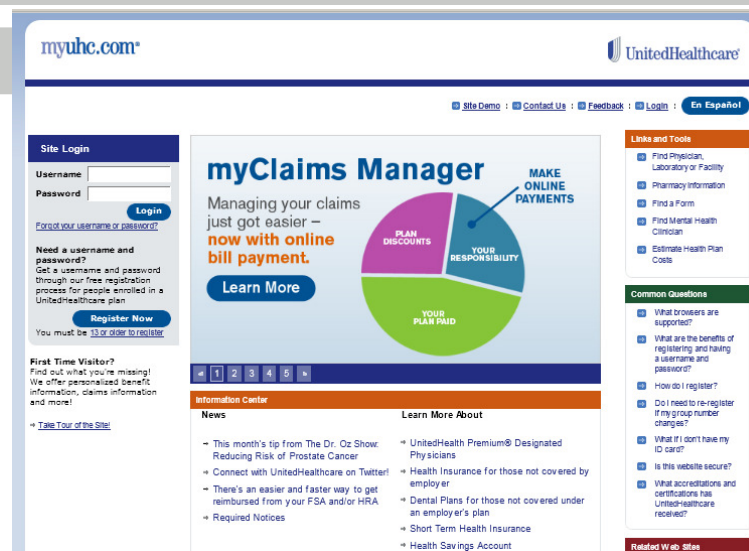 myuhc.com®
UnitedHealthcare®
Site Demo : Contact Us : Feedback : Login : En Español
Site Login
Username
Password
Login
Forgot your username or password?
Need a username and
password?
Get a username and password
through our free registration
process for people enrolled in a
UnitedHealthcare plan
Register Now
You must be 13 or older to register
First Time Visitor?
Find out what you're missing!
We offer personalized benefit
information, claims information
and more!
Take Tour of the Site!
myClaims Manager
Managing your claims
just got easier –
now with online
bill payment.
Learn More
MAKE
ONLINE
PAYMENTS
PLAN
DISCOUNTS
YOUR
RESPONSIBILITY
YOUR
PLAN PAID
1 2 3 4 5
Information Center
News
This month's tip from The Dr. Oz Show:
Reducing Risk of Prostate Cancer
Connect with UnitedHealthcare on Twitter!
There's an easier and faster way to get
reimbursed from your FSA and/or HRA
Required Notices
Learn More About
UnitedHealth Premium® Designated
Physicians
Health Insurance for those not covered by
employer
Dental Plans for those not covered under
an employer's plan
Short Term Health Insurance
Health Savings Account
Links and Tools
Find Physician,
Laboratory or Facility
Pharmacy Information
Find a Form
Find Mental Health
Clinician
Estimate Health Plan
Costs
Common Questions
What browsers are
supported?
What are the benefits of
registering and having
a username and
password?
How do I register?
Do I need to re-register
if my group number
changes?
What if I don't have my
ID card?
Is this website secure?
What accreditations and
certifications has
UnitedHealthcare
received?
Related Web Sites